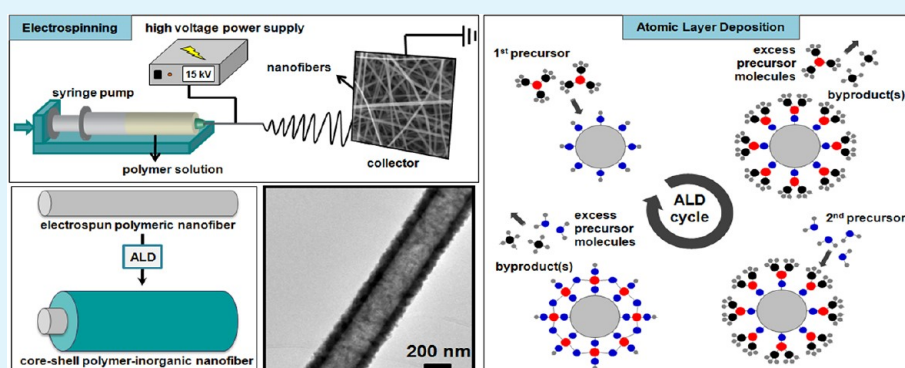 Electrospinning
high voltage power supply
15 kV
nanofibers
syringe pump
polymer solution
collector
electrospun polymeric nanofiber
ALD
core-shell polymer-inorganic nanofiber
200 nm
Atomic Layer Deposition
1st precursor
excess
precursor
molecules
byproduct(s)
ALD
cycle
2nd precursor
excess
precursor
molecules
byproduct(s)